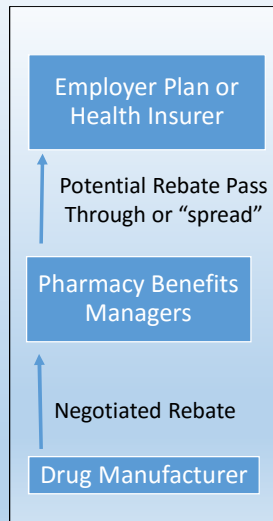 Employer Plan or
Health Insurer
Potential Rebate Pass
Through or “spread”
Pharmacy Benefits
Managers
Negotiated Rebate
Drug Manufacturer